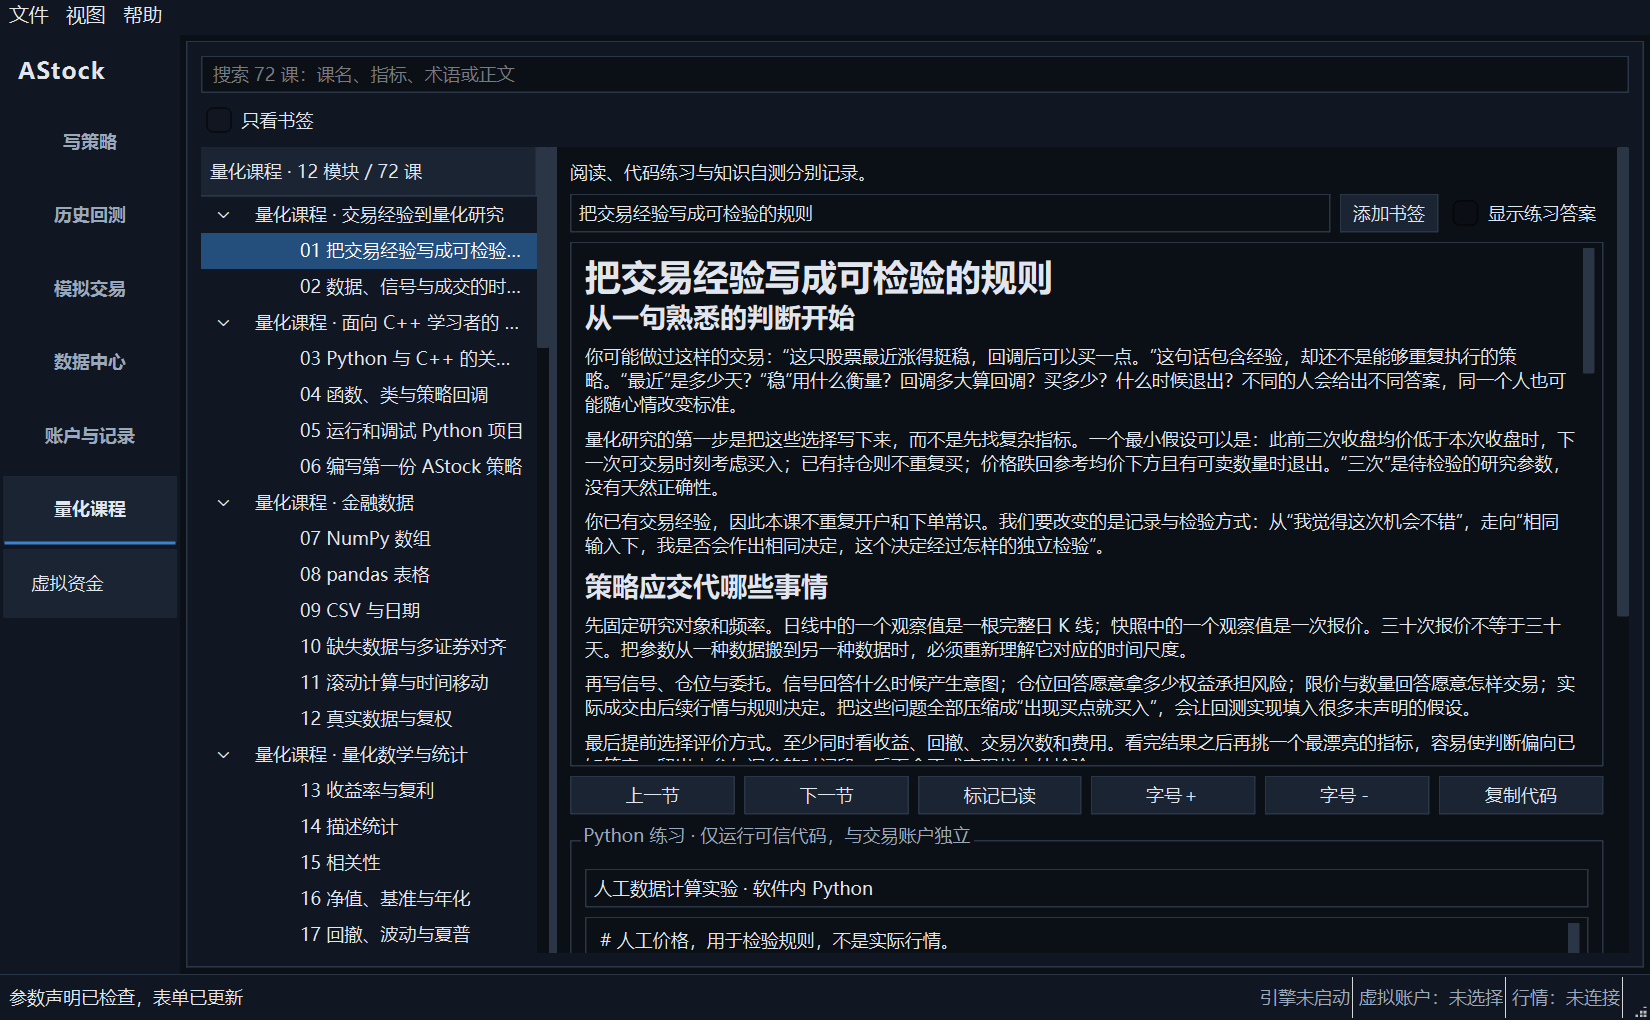 文件 视图 帮助
AStock
写策略
历史回测
模拟交易
数据中心
账户与记录
量化课程
虚拟资金
搜索 72 课：课名、指标、术语或正文
只看书签
量化课程 · 12 模块 / 72 课
量化课程 · 交易经验到量化研究
01 把交易经验写成可检验...
02 数据、信号与成交的时...
量化课程 · 面向 C++ 学习者的 ...
03 Python 与 C++ 的关...
04 函数、类与策略回调
05 运行和调试 Python 项目
06 编写第一份 AStock 策略
量化课程 · 金融数据
07 NumPy 数组
08 pandas 表格
09 CSV 与日期
10 缺失数据与多证券对齐
11 滚动计算与时间移动
12 真实数据与复权
量化课程 · 量化数学与统计
13 收益率与复利
14 描述统计
15 相关性
16 净值、基准与年化
17 回撤、波动与夏普
阅读、代码练习与知识自测分别记录。
把交易经验写成可检验的规则
添加书签
显示练习答案
把交易经验写成可检验的规则
从一句熟悉的判断开始
你可能做过这样的交易：“这只股票最近涨得挺稳，回调后可以买一点。”这句话包含经验，却还不是能够重复执行的策
略。“最近”是多少天？“稳”用什么衡量？回调多大算回调？买多少？什么时候退出？不同的人会给出不同答案，同一个人也可
能随心情改变标准。
量化研究的第一步是把这些选择写下来，而不是先找复杂指标。一个最小假设可以是：此前三次收盘均价低于本次收盘时，下
一次可交易时刻考虑买入；已有持仓则不重复买；价格跌回参考均价下方且有可卖数量时退出。“三次”是待检验的研究参数，
没有天然正确性。
你已有交易经验，因此本课不重复开户和下单常识。我们要改变的是记录与检验方式：从“我觉得这次机会不错”，走向“相同
输入下，我是否会作出相同决定，这个决定经过怎样的独立检验”。
策略应交代哪些事情
先固定研究对象和频率。日线中的一个观察值是一根完整日 K 线；快照中的一个观察值是一次报价。三十次报价不等于三十
天。把参数从一种数据搬到另一种数据时，必须重新理解它对应的时间尺度。
再写信号、仓位与委托。信号回答什么时候产生意图；仓位回答愿意拿多少权益承担风险；限价与数量回答愿意怎样交易；实
际成交由后续行情与规则决定。把这些问题全部压缩成“出现买点就买入”，会让回测实现填入很多未声明的假设。
最后提前选择评价方式。至少同时看收益、回撤、交易次数和费用。看完结果之后再挑一个最漂亮的指标，容易使判断偏向已
上一节
下一节
标记已读
字号 +
字号 -
复制代码
Python 练习 · 仅运行可信代码，与交易账户独立
人工数据计算实验 · 软件内 Python
# 人工价格，用于检验规则，不是实际行情。
参数声明已检查，表单已更新
引擎未启动
虚拟账户：未选择
行情：未连接